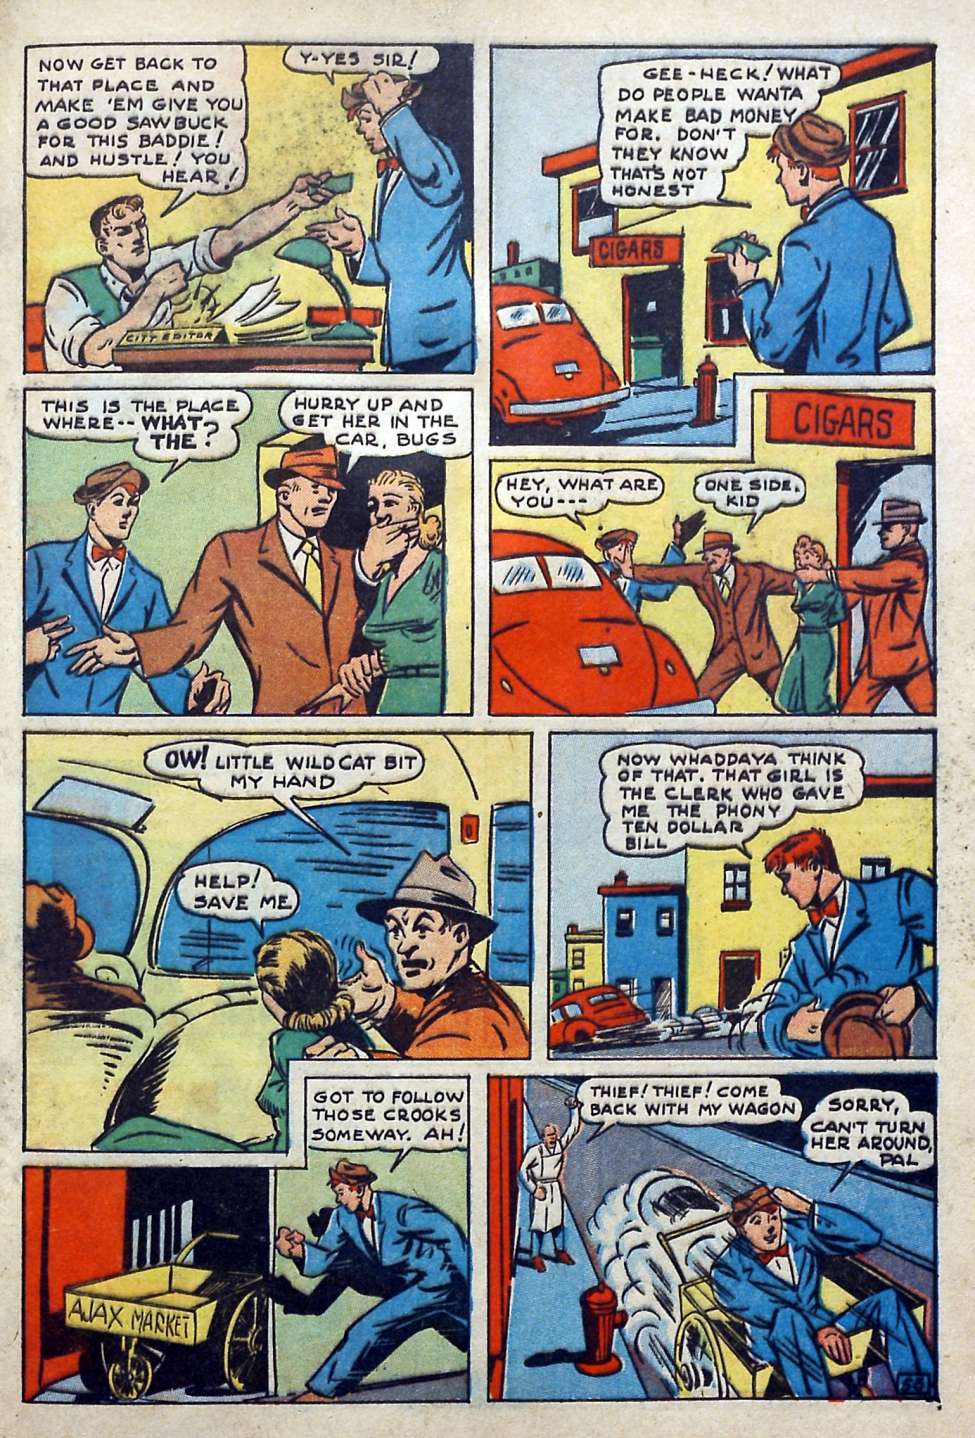 NOW GET BACK TO
THAT PLACE AND
MAKE 'EM GIVE YOU
A GOOD SAWBUCK
FOR THIS BADDIE!
AND HUSTLE! YOU
HEAR!
Y-YES SIR!
CITY EDITOR
GEE-HECK! WHAT
DO PEOPLE WANTA
MAKE BAD MONEY
FOR. DON'T
THEY KNOW
THAT'S NOT
HONEST
CIGARS
THIS IS THE PLACE
WHERE-- WHAT
THE?
HURRY UP AND
GET HER IN THE
CAR, BUGS
CIGARS
HEY, WHAT ARE
YOU---
ONE SIDE,
KID
OW! LITTLE WILD CAT BIT
MY HAND
HELP!
SAVE ME
NOW WHADDAYA THINK
OF THAT. THAT GIRL IS
THE CLERK WHO GAVE
ME THE PHONY
TEN DOLLAR
BILL
GOT TO FOLLOW
THOSE CROOKS
SOMEWAY. AH!
AJAX MARKET
THIEF! THIEF! COME
BACK WITH MY WAGON
SORRY,
CAN'T TURN
HER AROUND,
PAL